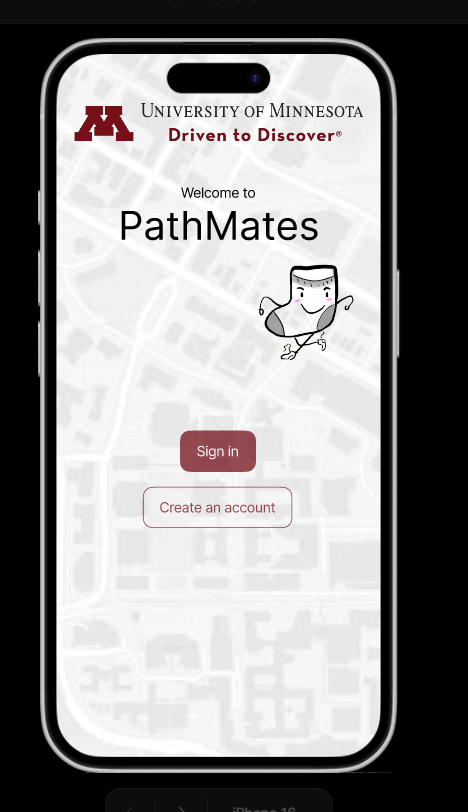 UNIVERSITY OF MINNESOTA
Driven to Discover®
Welcome to
PathMates
Sign in
Create an account
iPhone 16